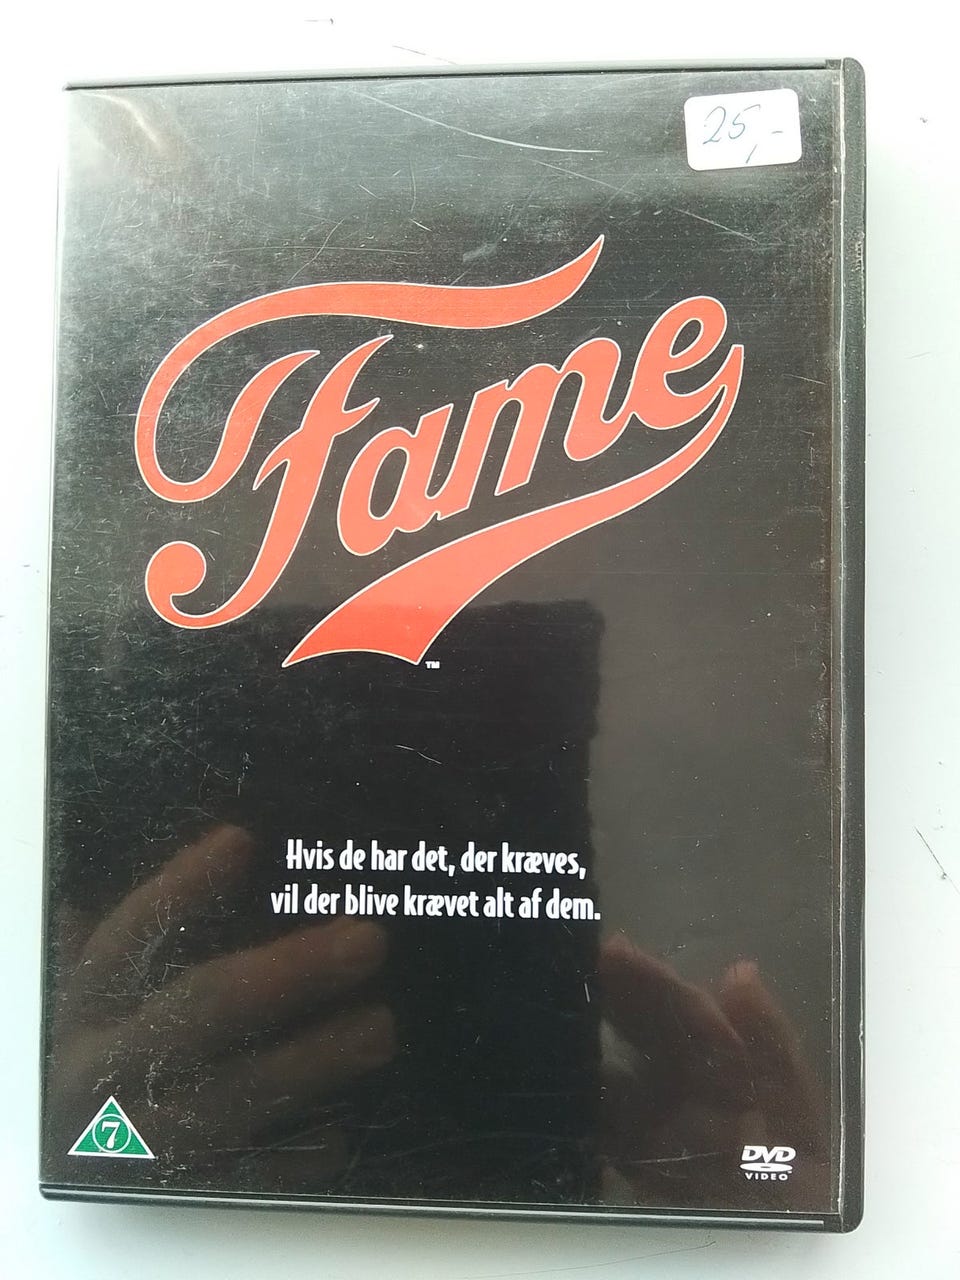 25,-
Fame
TM
Hvis de har det, der kræves,
vil der blive krævet alt af dem.
7
DVD
VIDEO